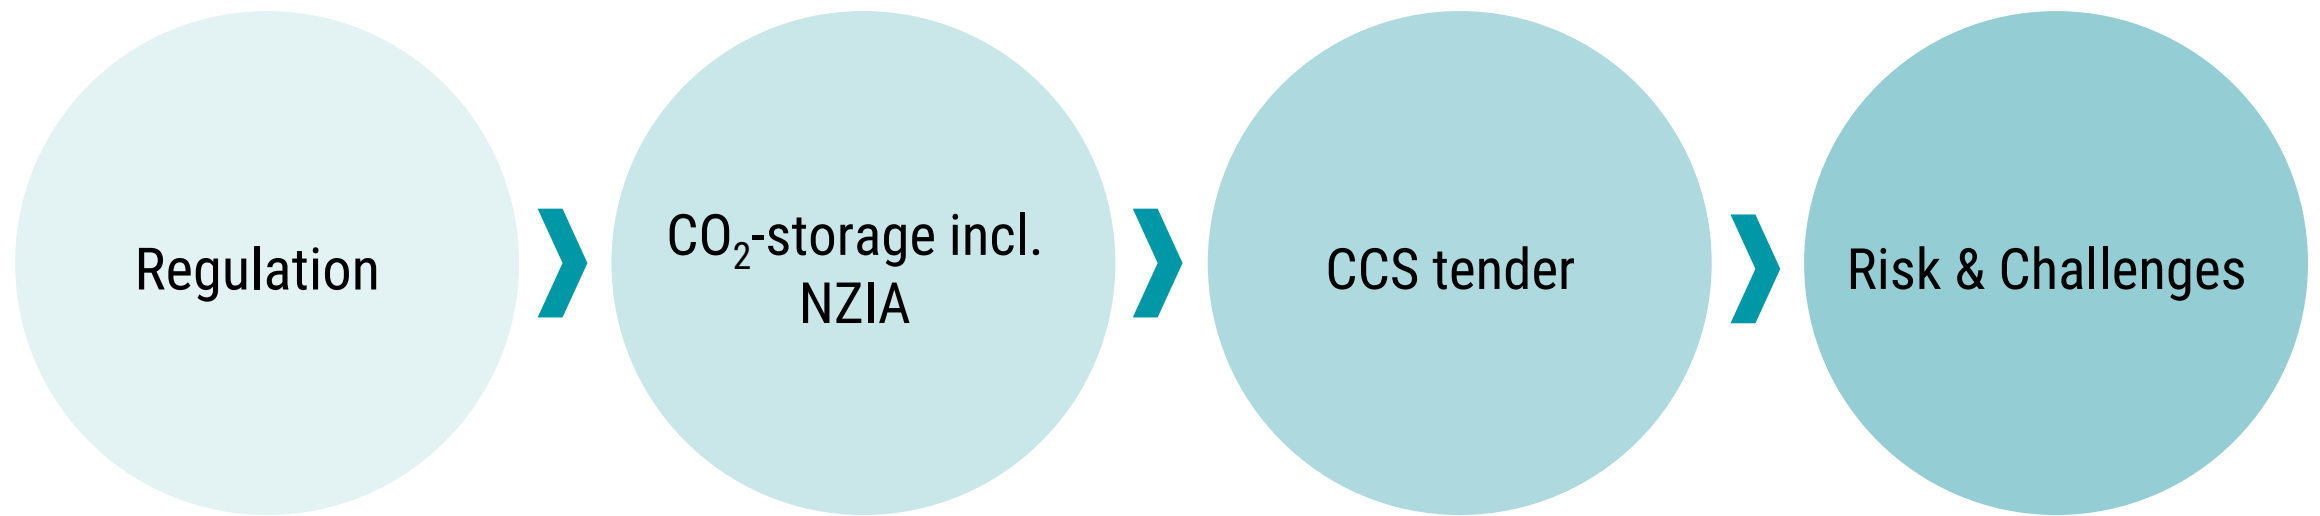 Regulation
CO₂-storage incl.
NZIA
CCS tender
Risk & Challenges